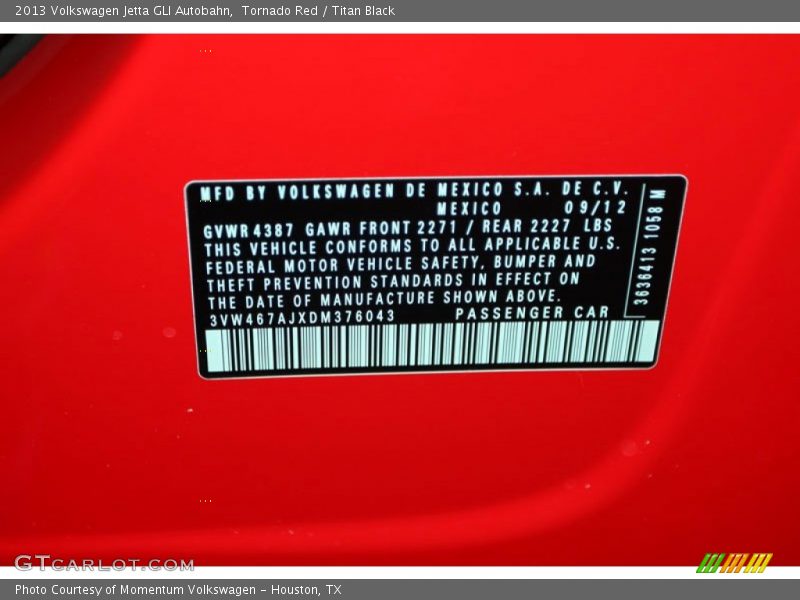 2013 Volkswagen Jetta GLI Autobahn,  Tornado Red / Titan Black
MFD BY VOLKSWAGEN DE MEXICO S.A. DE C.V.
MEXICO 09/12
GVWR 4387 GAWR FRONT 2271 / REAR 2227 LBS
THIS VEHICLE CONFORMS TO ALL APPLICABLE U.S.
FEDERAL MOTOR VEHICLE SAFETY, BUMPER AND
THEFT PREVENTION STANDARDS IN EFFECT ON
THE DATE OF MANUFACTURE SHOWN ABOVE.
3VW467AJXDM376043 PASSENGER CAR
3636413 1058 M
GTCARLOT.COM
Photo Courtesy of Momentum Volkswagen – Houston, TX